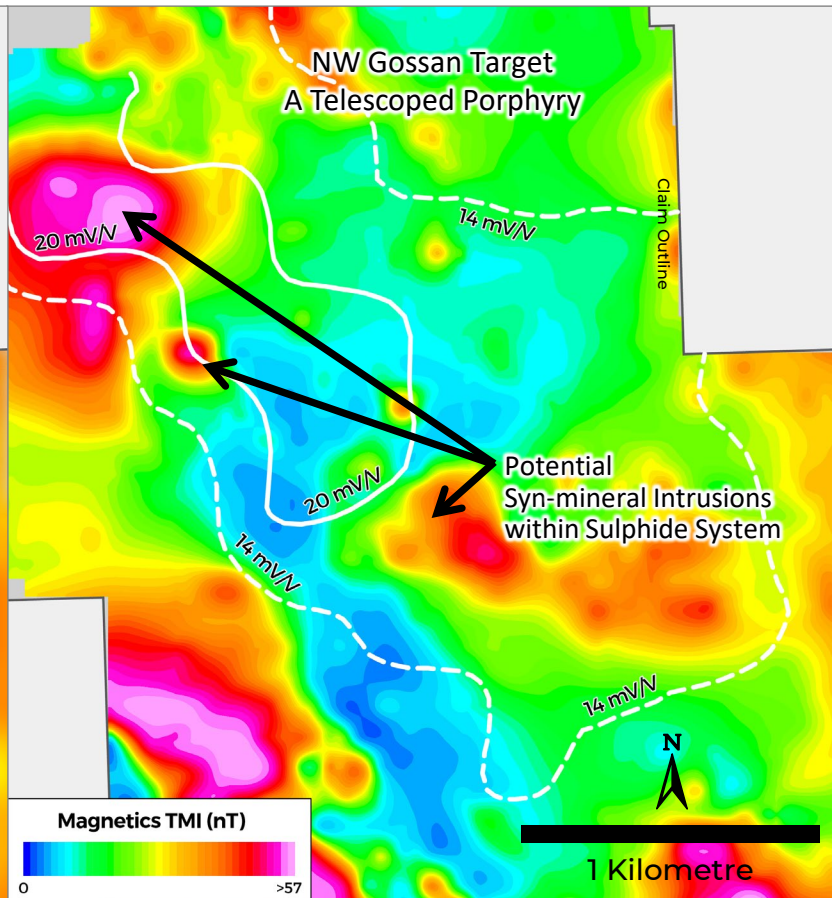 NW Gossan Target
A Telescoped Porphyry
Claim Outline
14 mV/V
20 mV/V
Potential
Syn-mineral Intrusions
within Sulphide System
20 mV/V
14 mV/V
14 mV/V
N
1 Kilometre
Magnetics TMI (nT)
0 >57